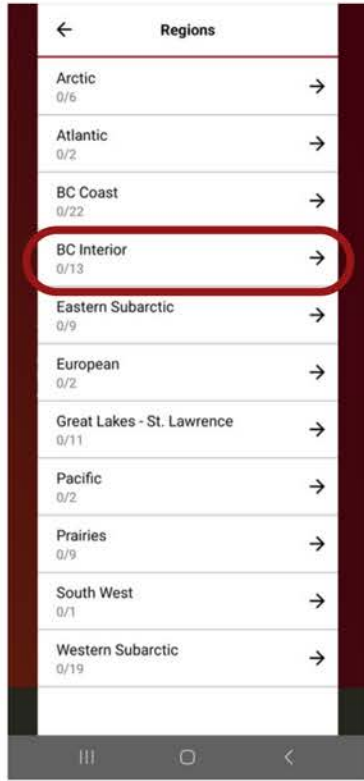 Regions
Arctic
0/6
Atlantic
0/2
BC Coast
0/22
BC Interior
0/13
Eastern Subarctic
0/9
European
0/2
Great Lakes - St. Lawrence
0/11
Pacific
0/2
Prairies
0/9
South West
0/1
Western Subarctic
0/19